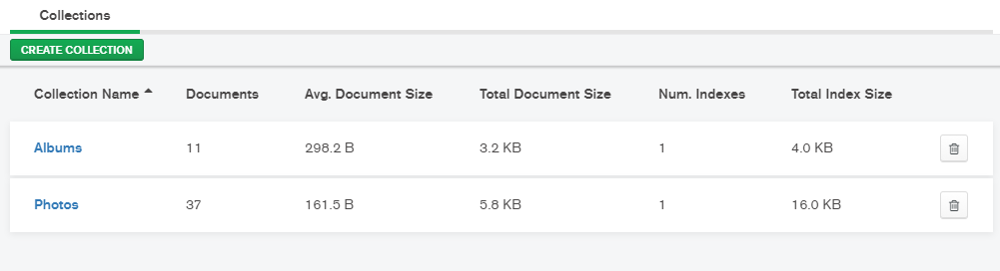 Collections
CREATE COLLECTION
Collection Name Documents Avg. Document Size Total Document Size Num. Indexes Total Index Size
Albums 11 298.2 B 3.2 KB 1 4.0 KB
Photos 37 161.5 B 5.8 KB 1 16.0 KB